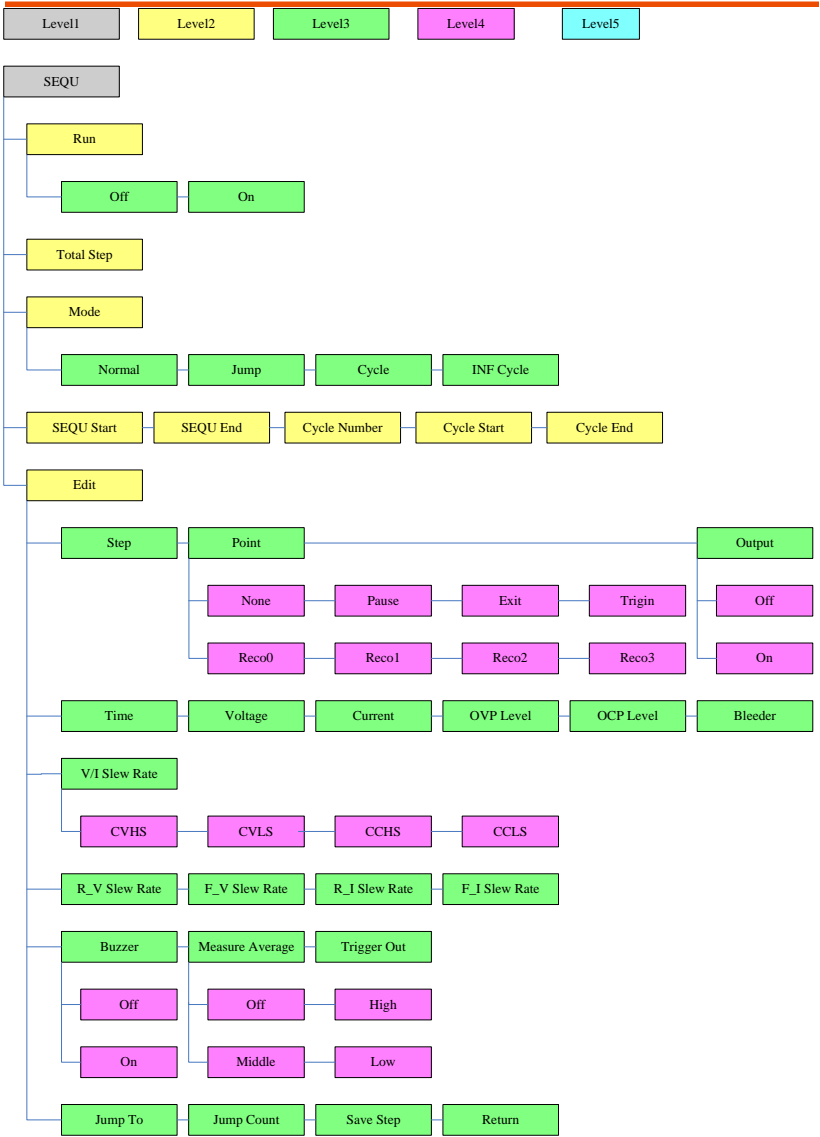 Level1 Level2 Level3 Level4 Level5
SEQU
Run
Off On
Total Step
Mode
Normal Jump Cycle INF Cycle
SEQU Start SEQU End Cycle Number Cycle Start Cycle End
Edit
Step Point Output
None Pause Exit Trigin Off
Reco0 Reco1 Reco2 Reco3 On
Time Voltage Current OVP Level OCP Level Bleeder
V/I Slew Rate
CVHS CVLS CCHS CCLS
R_V Slew Rate F_V Slew Rate R_I Slew Rate F_I Slew Rate
Buzzer Measure Average Trigger Out
Off Off High
On Middle Low
Jump To Jump Count Save Step Return